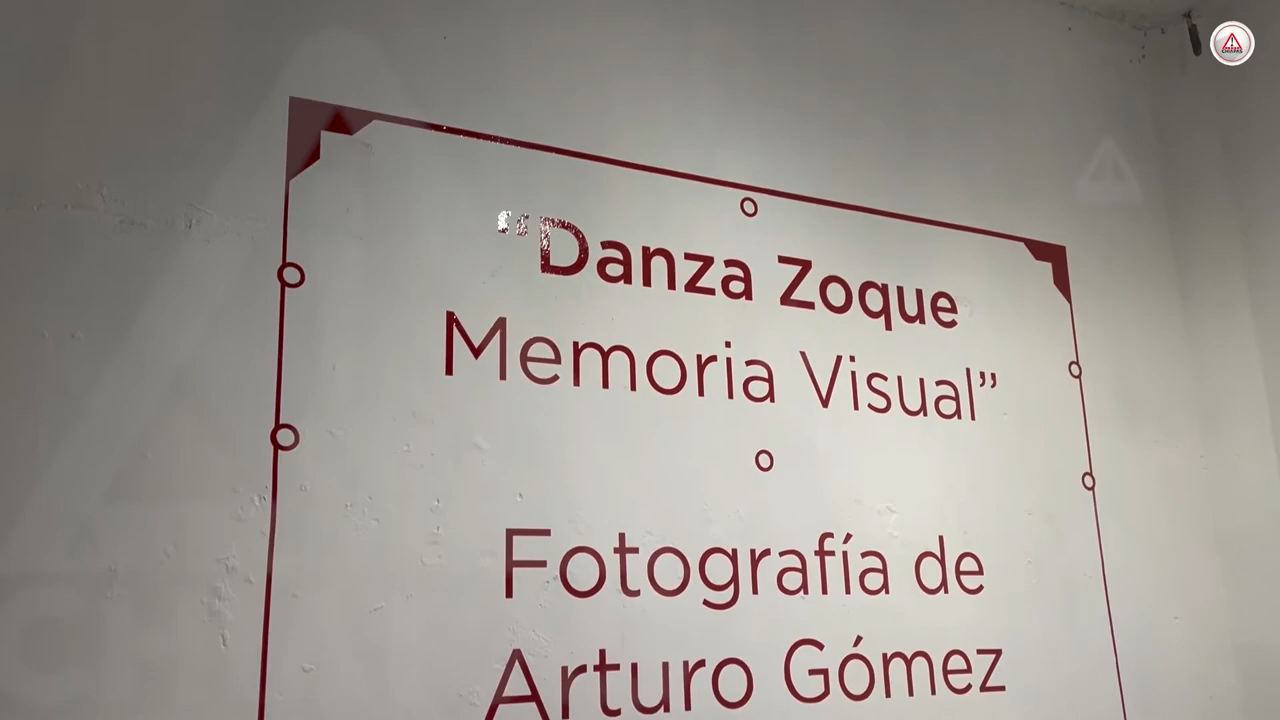 “Danza Zoque
Memoria Visual”
Fotografía de
Arturo Gómez